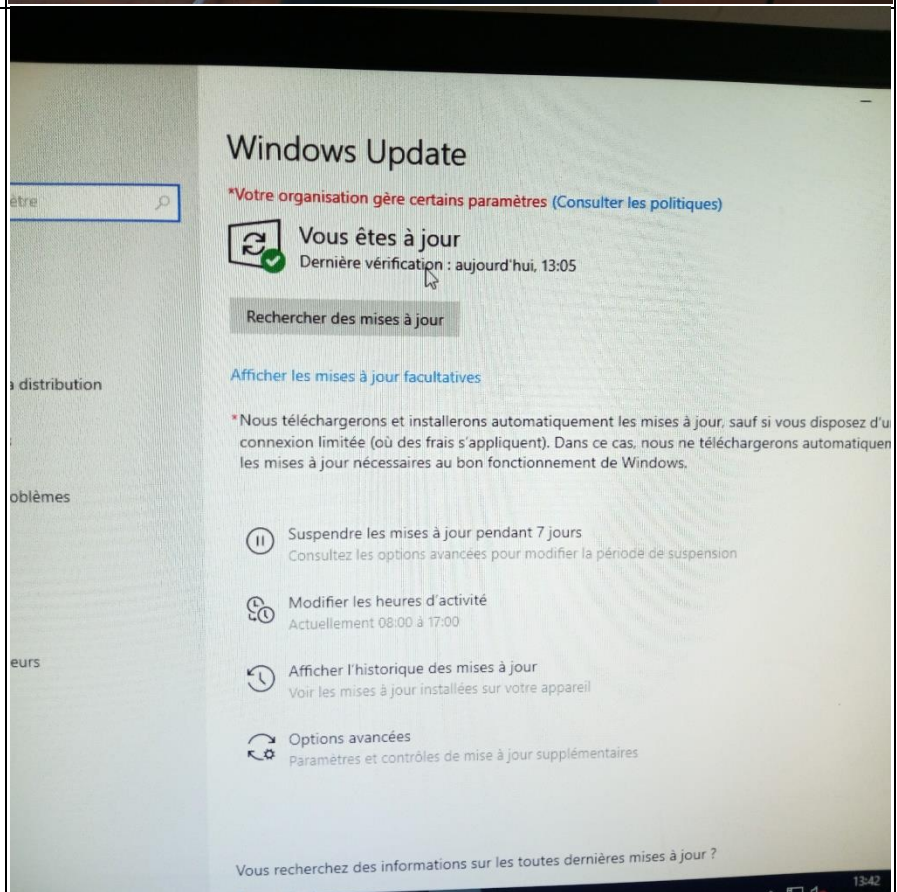 Windows Update
*Votre organisation gère certains paramètres (Consulter les politiques)
ètre
Vous êtes à jour
Dernière vérification : aujourd'hui, 13:05
Rechercher des mises à jour
Afficher les mises à jour facultatives
distribution
*Nous téléchargerons et installerons automatiquement les mises à jour, sauf si vous disposez d'u
connexion limitée (où des frais s'appliquent). Dans ce cas, nous ne téléchargerons automatiquen
les mises à jour nécessaires au bon fonctionnement de Windows.
oblèmes
Suspendre les mises à jour pendant 7 jours
Consultez les options avancées pour modifier la période de suspension
Modifier les heures d'activité
Actuellement 08:00 à 17:00
eurs
Afficher l'historique des mises à jour
Voir les mises à jour installées sur votre appareil
Options avancées
Paramètres et contrôles de mise à jour supplémentaires
Vous recherchez des informations sur les toutes dernières mises à jour ?
13:42